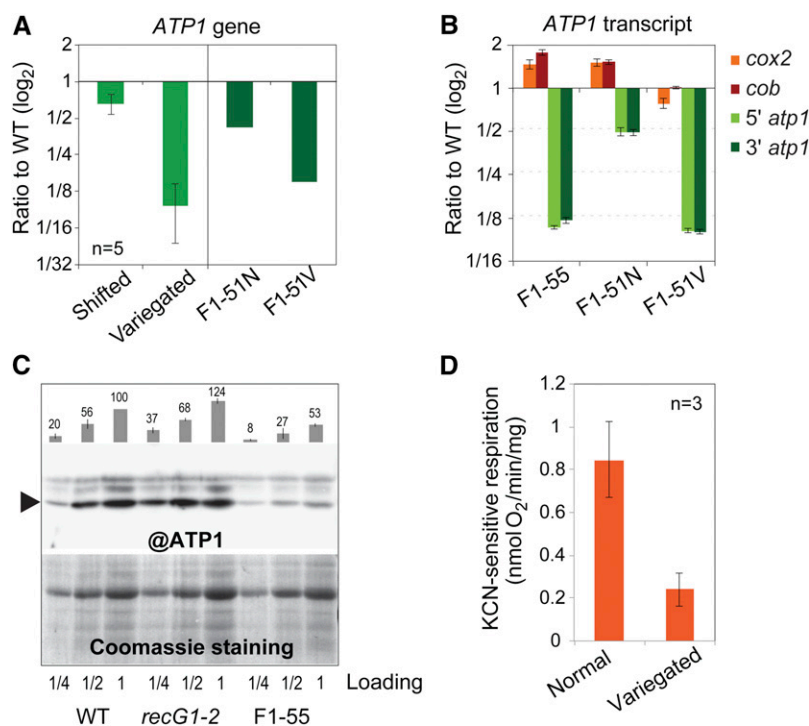 A
ATP1 gene
Ratio to WT (log2)
2
1
1/2
1/4
1/8
1/16
1/32
n=5
Shifted
Variegated
F1-51N
F1-51V
B
ATP1 transcript
Ratio to WT (log2)
2
1
1/2
1/4
1/8
1/16
F1-55
F1-51N
F1-51V
cox2
cob
5' atp1
3' atp1
C
20 56 100 37 68 124 8 27 53
@ATP1
Coomassie staining
1/4 1/2 1 1/4 1/2 1 1/4 1/2 1 Loading
WT recG1-2 F1-55
D
KCN-sensitive respiration
(nmol O2/min/mg)
1.2
1
0.8
0.6
0.4
0.2
0
n=3
Normal
Variegated